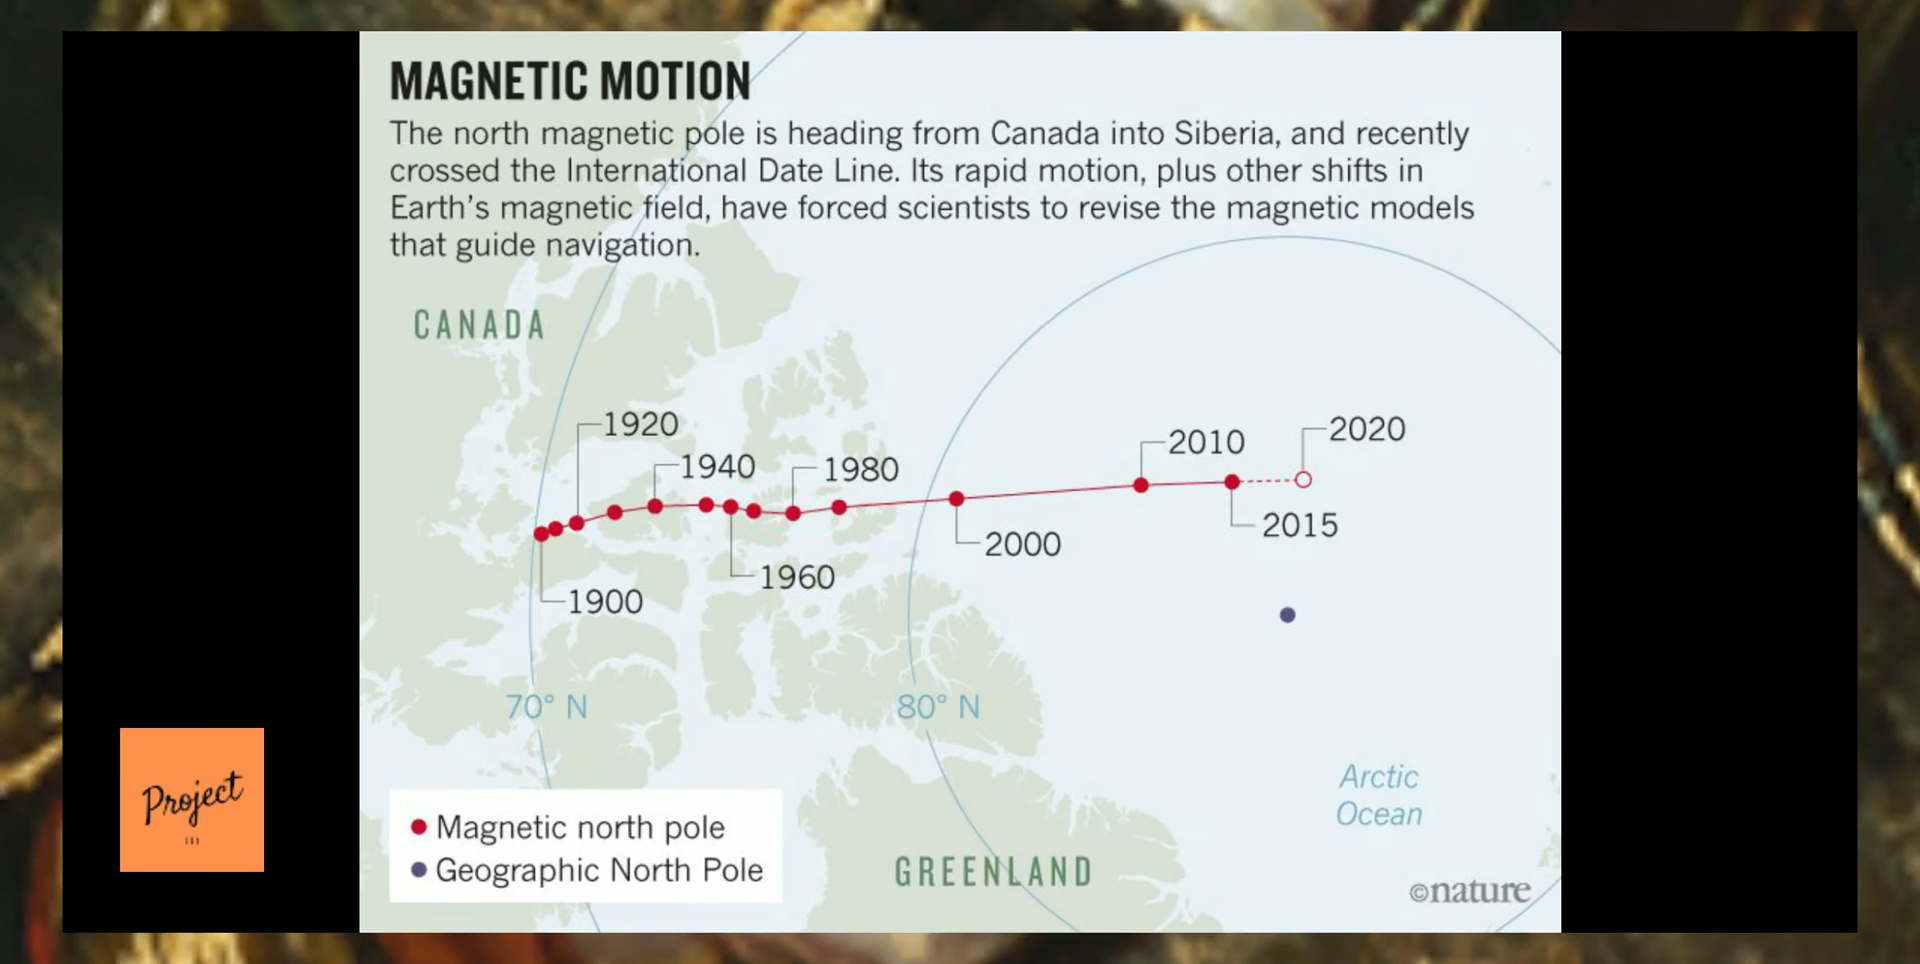 MAGNETIC MOTION
The north magnetic pole is heading from Canada into Siberia, and recently
crossed the International Date Line. Its rapid motion, plus other shifts in
Earth's magnetic field, have forced scientists to revise the magnetic models
that guide navigation.
CANADA
1920
1940
1980
2010
2020
2015
2000
1960
1900
70° N
80° N
Arctic
Ocean
Project
III
Magnetic north pole
Geographic North Pole
GREENLAND
©nature